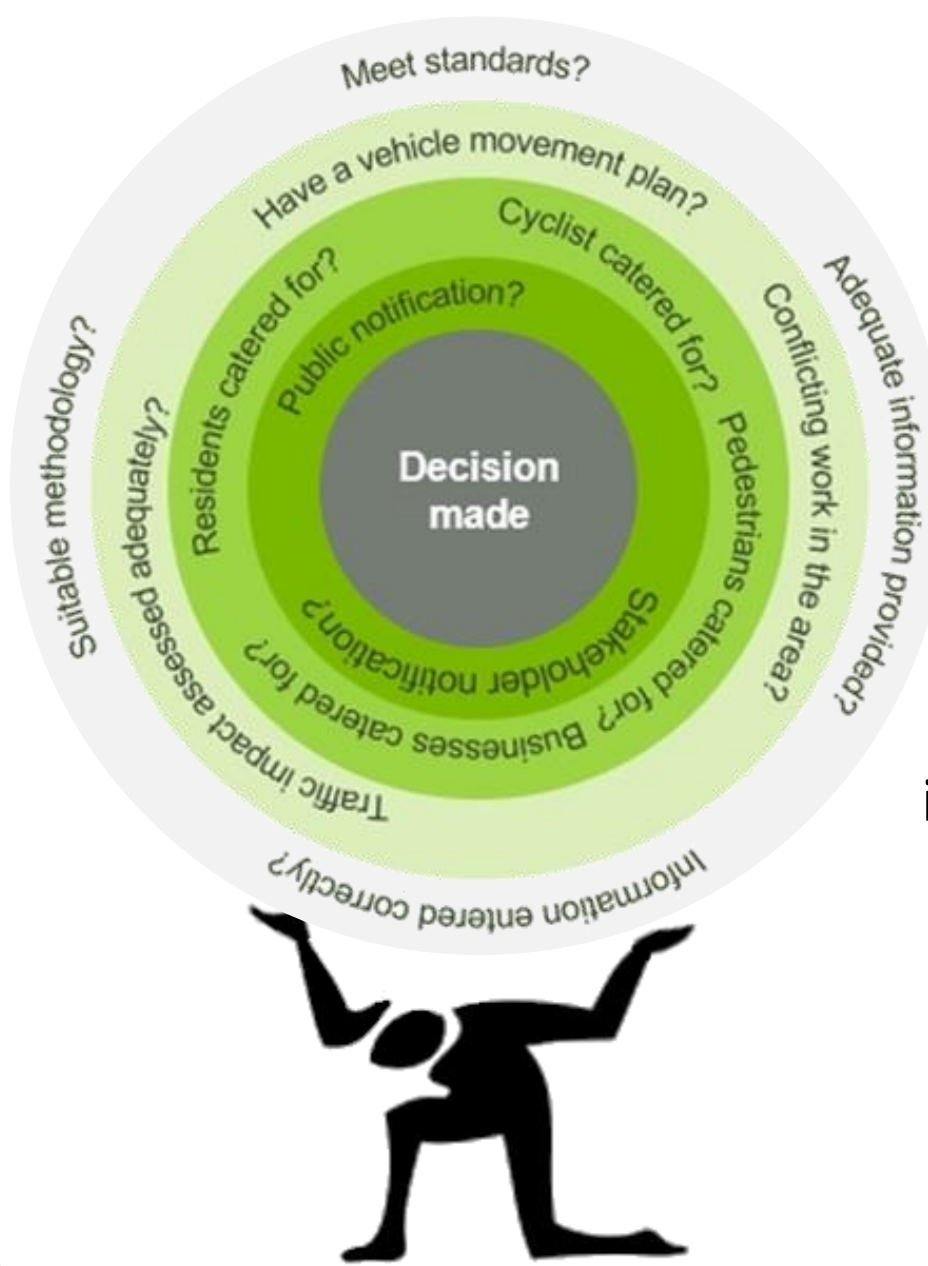 Meet standards?
Adequate information provided?
Information entered correctly?
Suitable methodology?
Have a vehicle movement plan?
Conflicting work in the area?
Traffic impact assessed adequately?
Cyclist catered for?
Pedestrians catered for?
Businesses catered for?
Residents catered for?
Public notification?
Stakeholder notification?
Decision
made